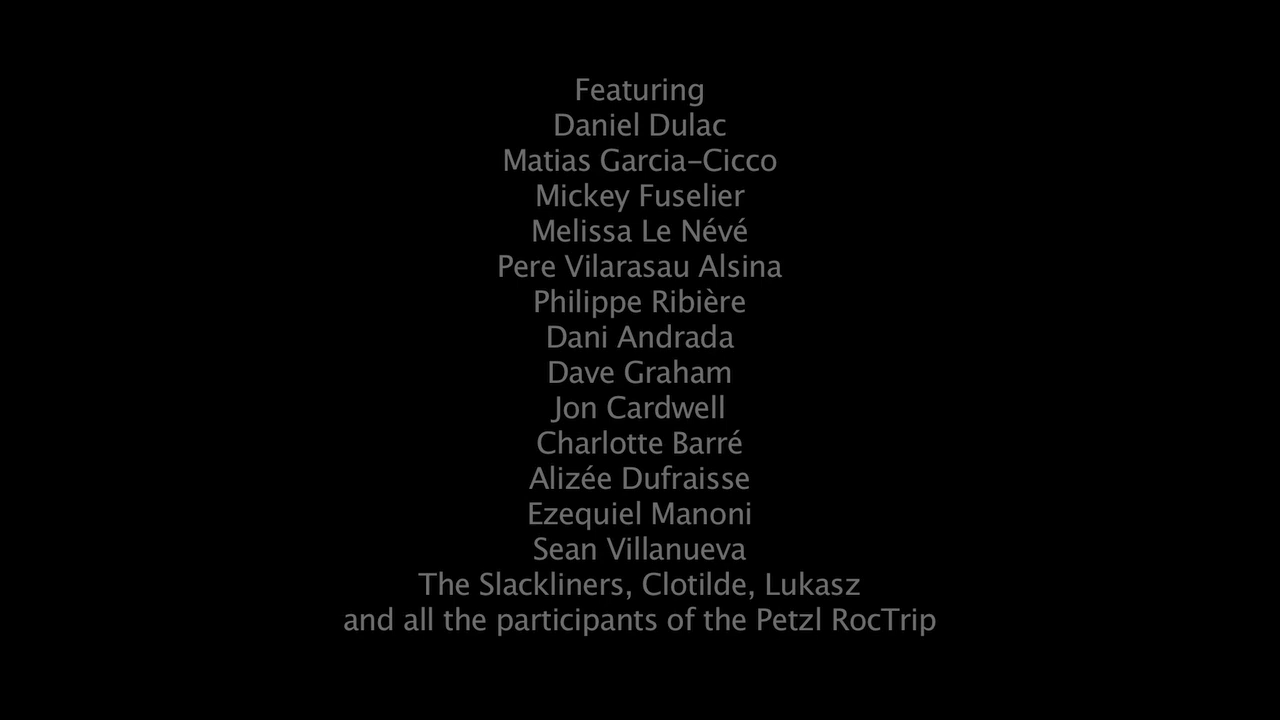 Featuring
Daniel Dulac
Matias Garcia-Cicco
Mickey Fuselier
Melissa Le Névé
Pere Vilarasau Alsina
Philippe Ribière
Dani Andrada
Dave Graham
Jon Cardwell
Charlotte Barré
Alizée Dufraisse
Ezequiel Manoni
Sean Villanueva
The Slackliners, Clotilde, Lukasz
and all the participants of the Petzl RocTrip